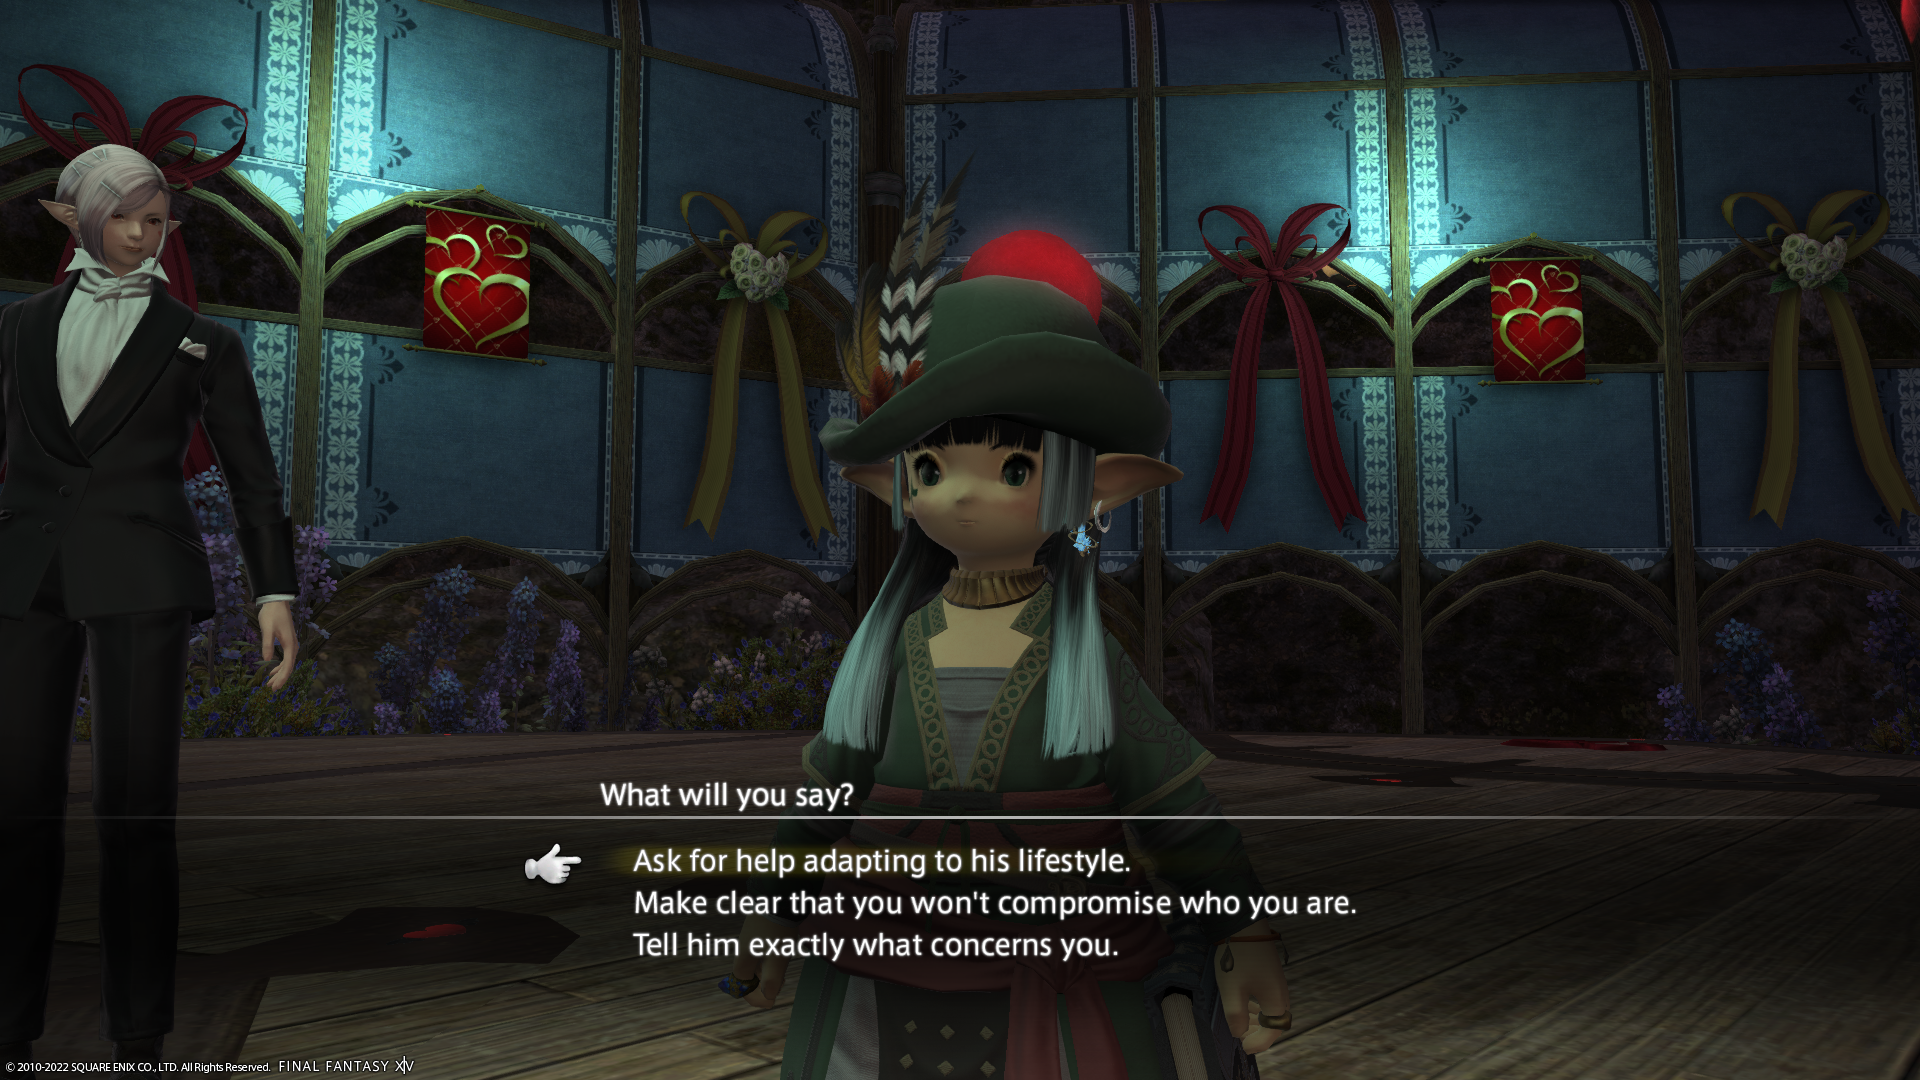 What will you say?
Ask for help adapting to his lifestyle.
Make clear that you won't compromise who you are.
Tell him exactly what concerns you.
© 2010-2022 SQUARE ENIX CO., LTD. All Rights Reserved. FINAL FANTASY XIV